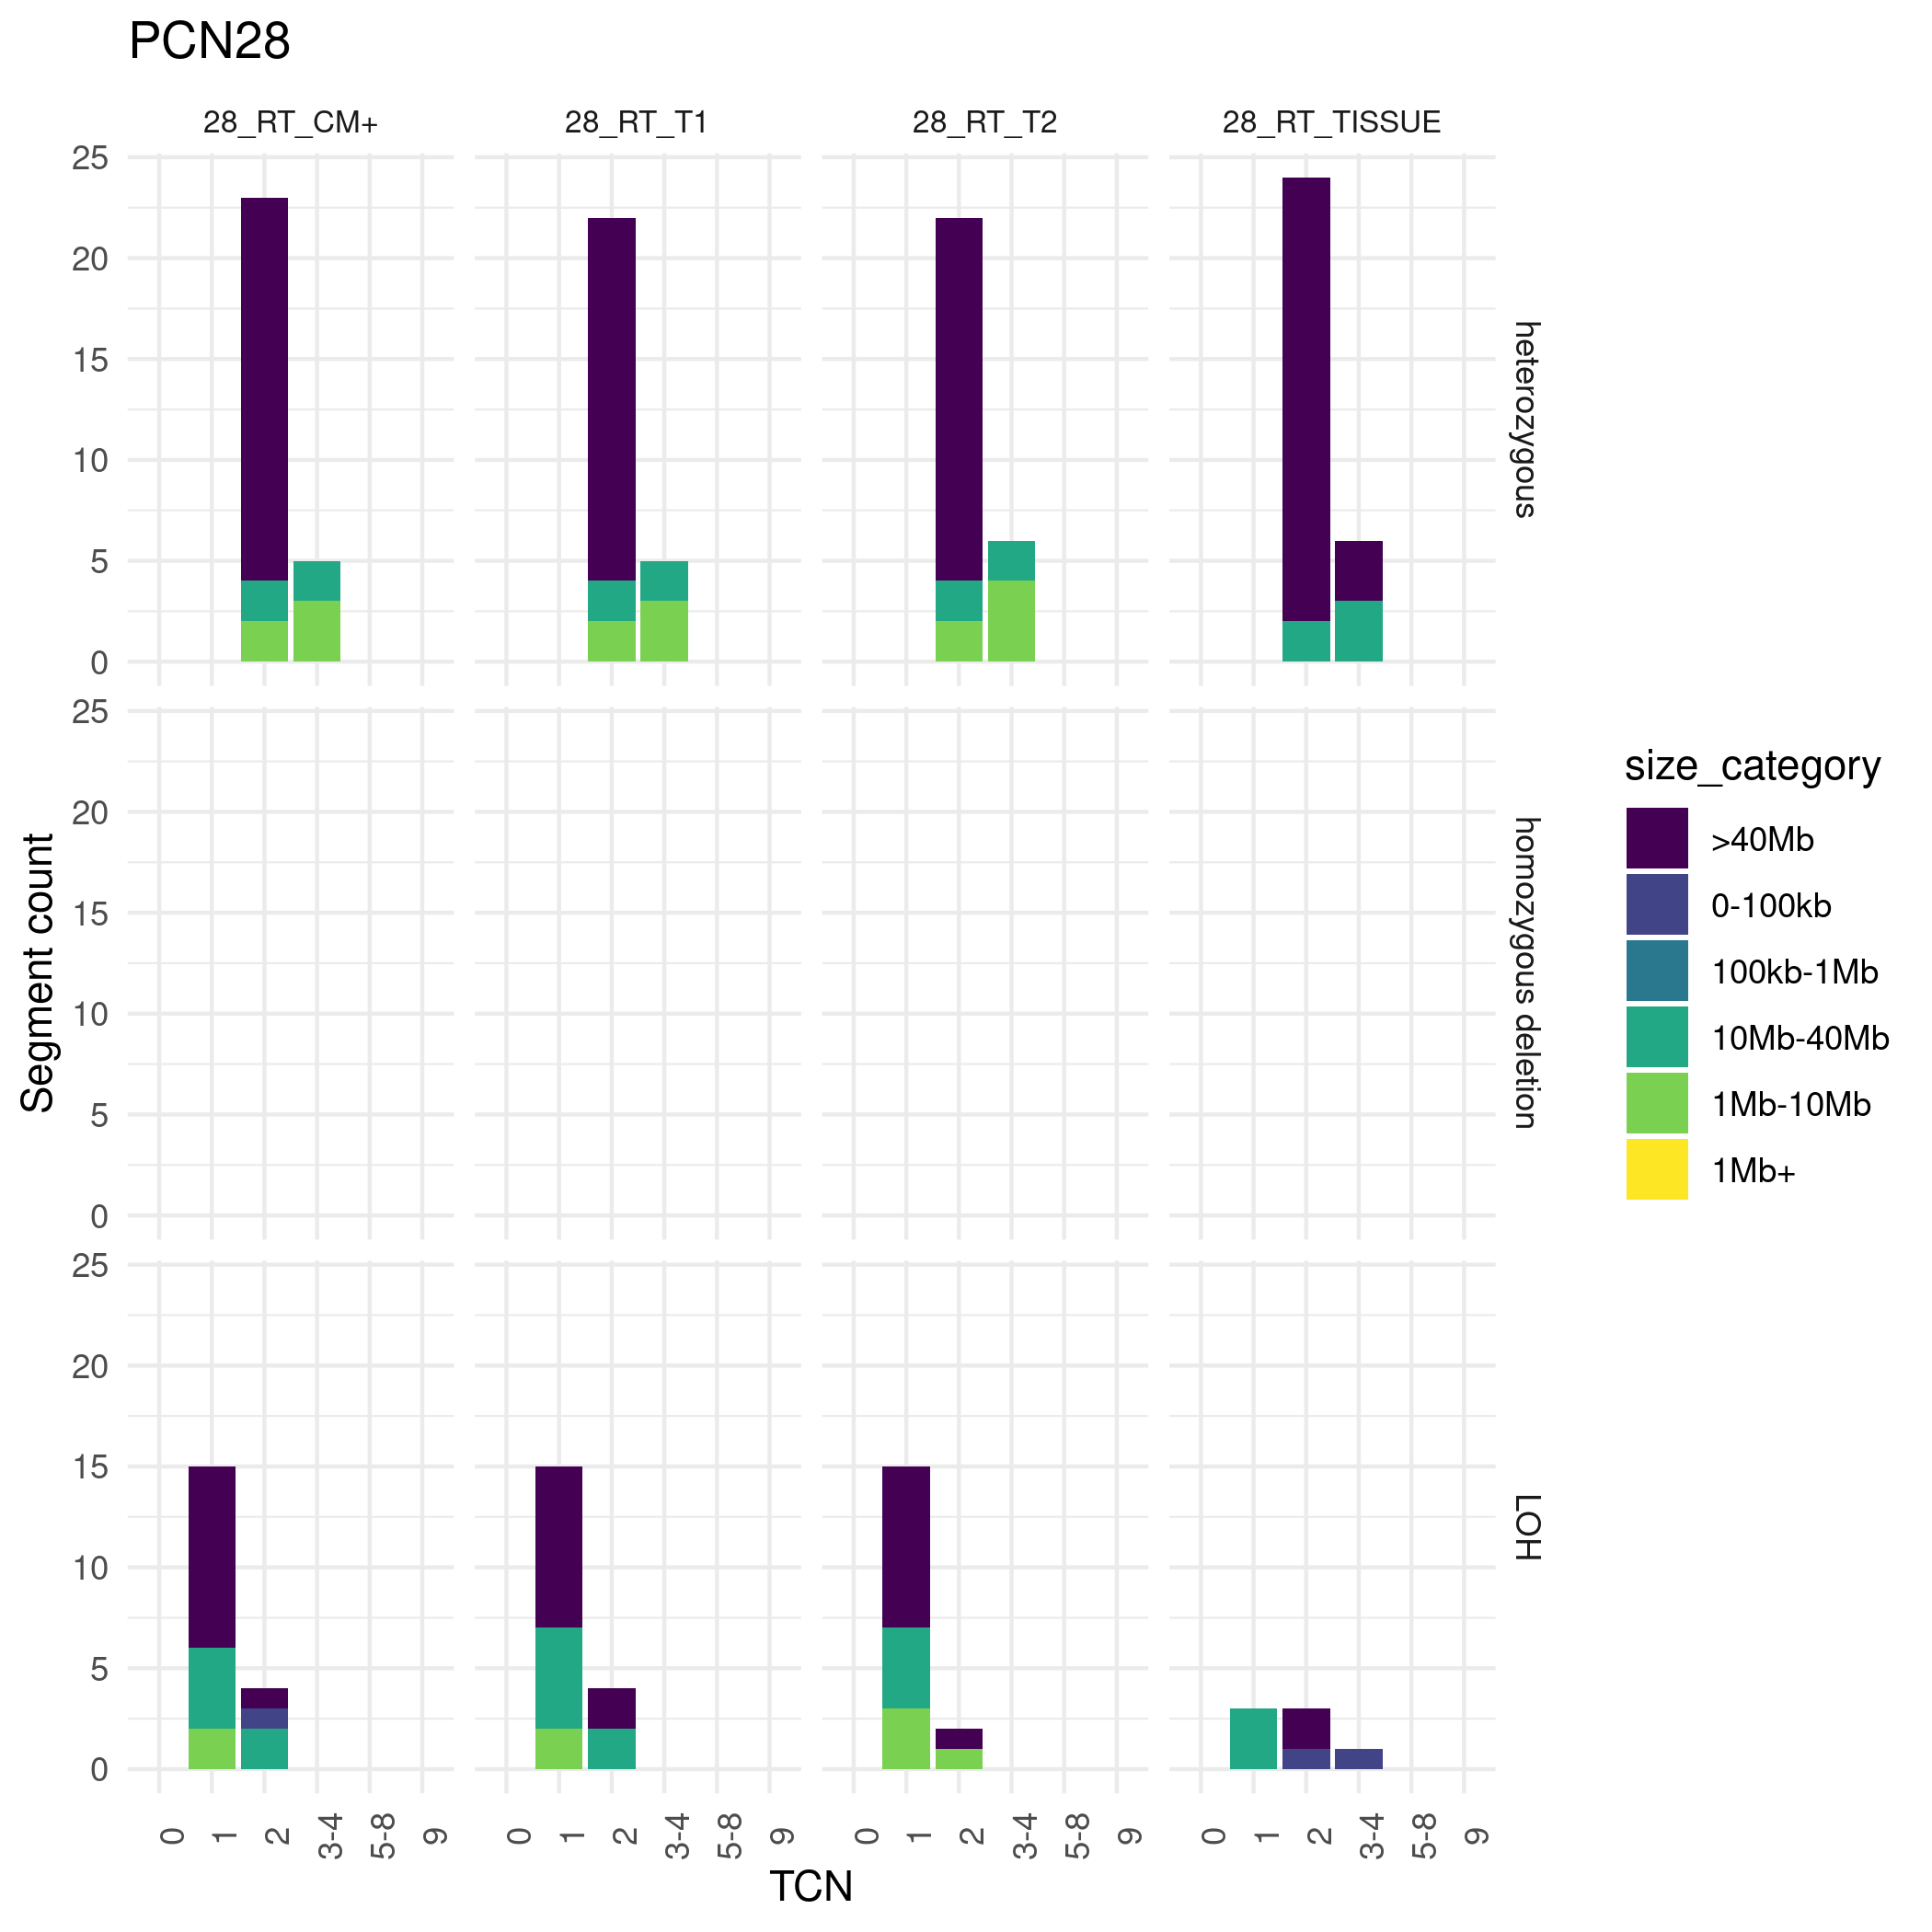 PCN28
28_RT_CM+ 28_RT_T1 28_RT_T2 28_RT_TISSUE
25
20
15
10
5
0
heterozygous
25
20
15
10
5
0
homozygous deletion
25
20
15
10
5
0
LOH
Segment count
0 1 2 3-4 5-8 9 0 1 2 3-4 5-8 9 0 1 2 3-4 5-8 9 0 1 2 3-4 5-8 9
TCN
size_category
>40Mb
0-100kb
100kb-1Mb
10Mb-40Mb
1Mb-10Mb
1Mb+